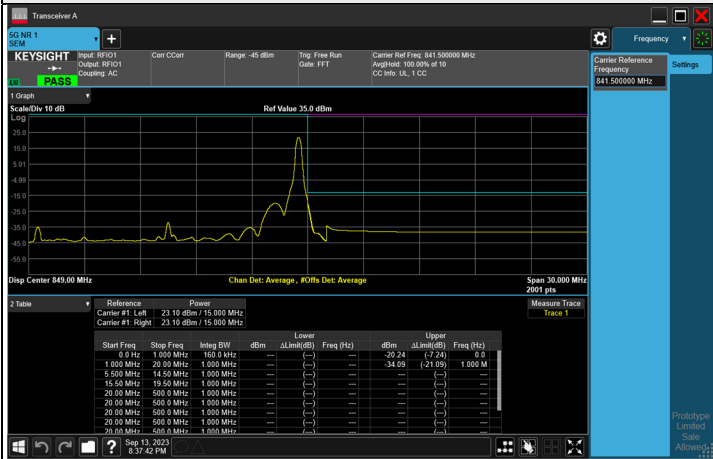 Transceiver A
5G NR 1
SEM
Frequency
KEYSIGHT
Input: RFIO1
Output: RFIO1
Coupling: AC
Corr CCorr
Range: -45 dBm
Trig: Free Run
Gate: FFT
Carrier Ref Freq: 841.500000 MHz
Avg|Hold: 100.00% of 10
CC Info: UL, 1 CC
PASS
Carrier Reference
Frequency
841.500000 MHz
Settings
1 Graph
Scale/Div 10 dB
Ref Value 35.0 dBm
Log
25.0
15.0
5.01
-4.99
-15.0
-25.0
-35.0
-45.0
-55.0
Disp Center 849.00 MHz
Chan Det: Average, #Offs Det: Average
Span 30.000 MHz
2001 pts
2 Table
Reference Power
Carrier #1: Left 23.10 dBm / 15.000 MHz
Carrier #1: Right 23.10 dBm / 15.000 MHz
Measure Trace
Trace 1
Lower Upper
Start Freq Stop Freq Integ BW dBm ΔLimit(dB) Freq (Hz) dBm ΔLimit(dB) Freq (Hz)
0.0 Hz 1.000 MHz 160.0 kHz --- (---) --- -20.24 (-7.24) 0.0
1.000 MHz 20.00 MHz 1.000 MHz --- (---) --- -34.09 (-21.09) 1.000 M
5.500 MHz 14.50 MHz 1.000 MHz --- (---) --- --- (---) ---
15.50 MHz 19.50 MHz 1.000 MHz --- (---) --- --- (---) ---
20.00 MHz 500.0 MHz 1.000 MHz --- (---) --- --- (---) ---
20.00 MHz 500.0 MHz 1.000 MHz --- (---) --- --- (---) ---
20.00 MHz 500.0 MHz 1.000 MHz --- (---) --- --- (---) ---
20.00 MHz 500.0 MHz 1.000 MHz --- (---) --- --- (---) ---
20.00 MHz 500.0 MHz 1.000 MHz --- (---) --- --- (---) ---
Sep 13, 2023
8:37:42 PM
Prototype
Limited
Sale
Allowed